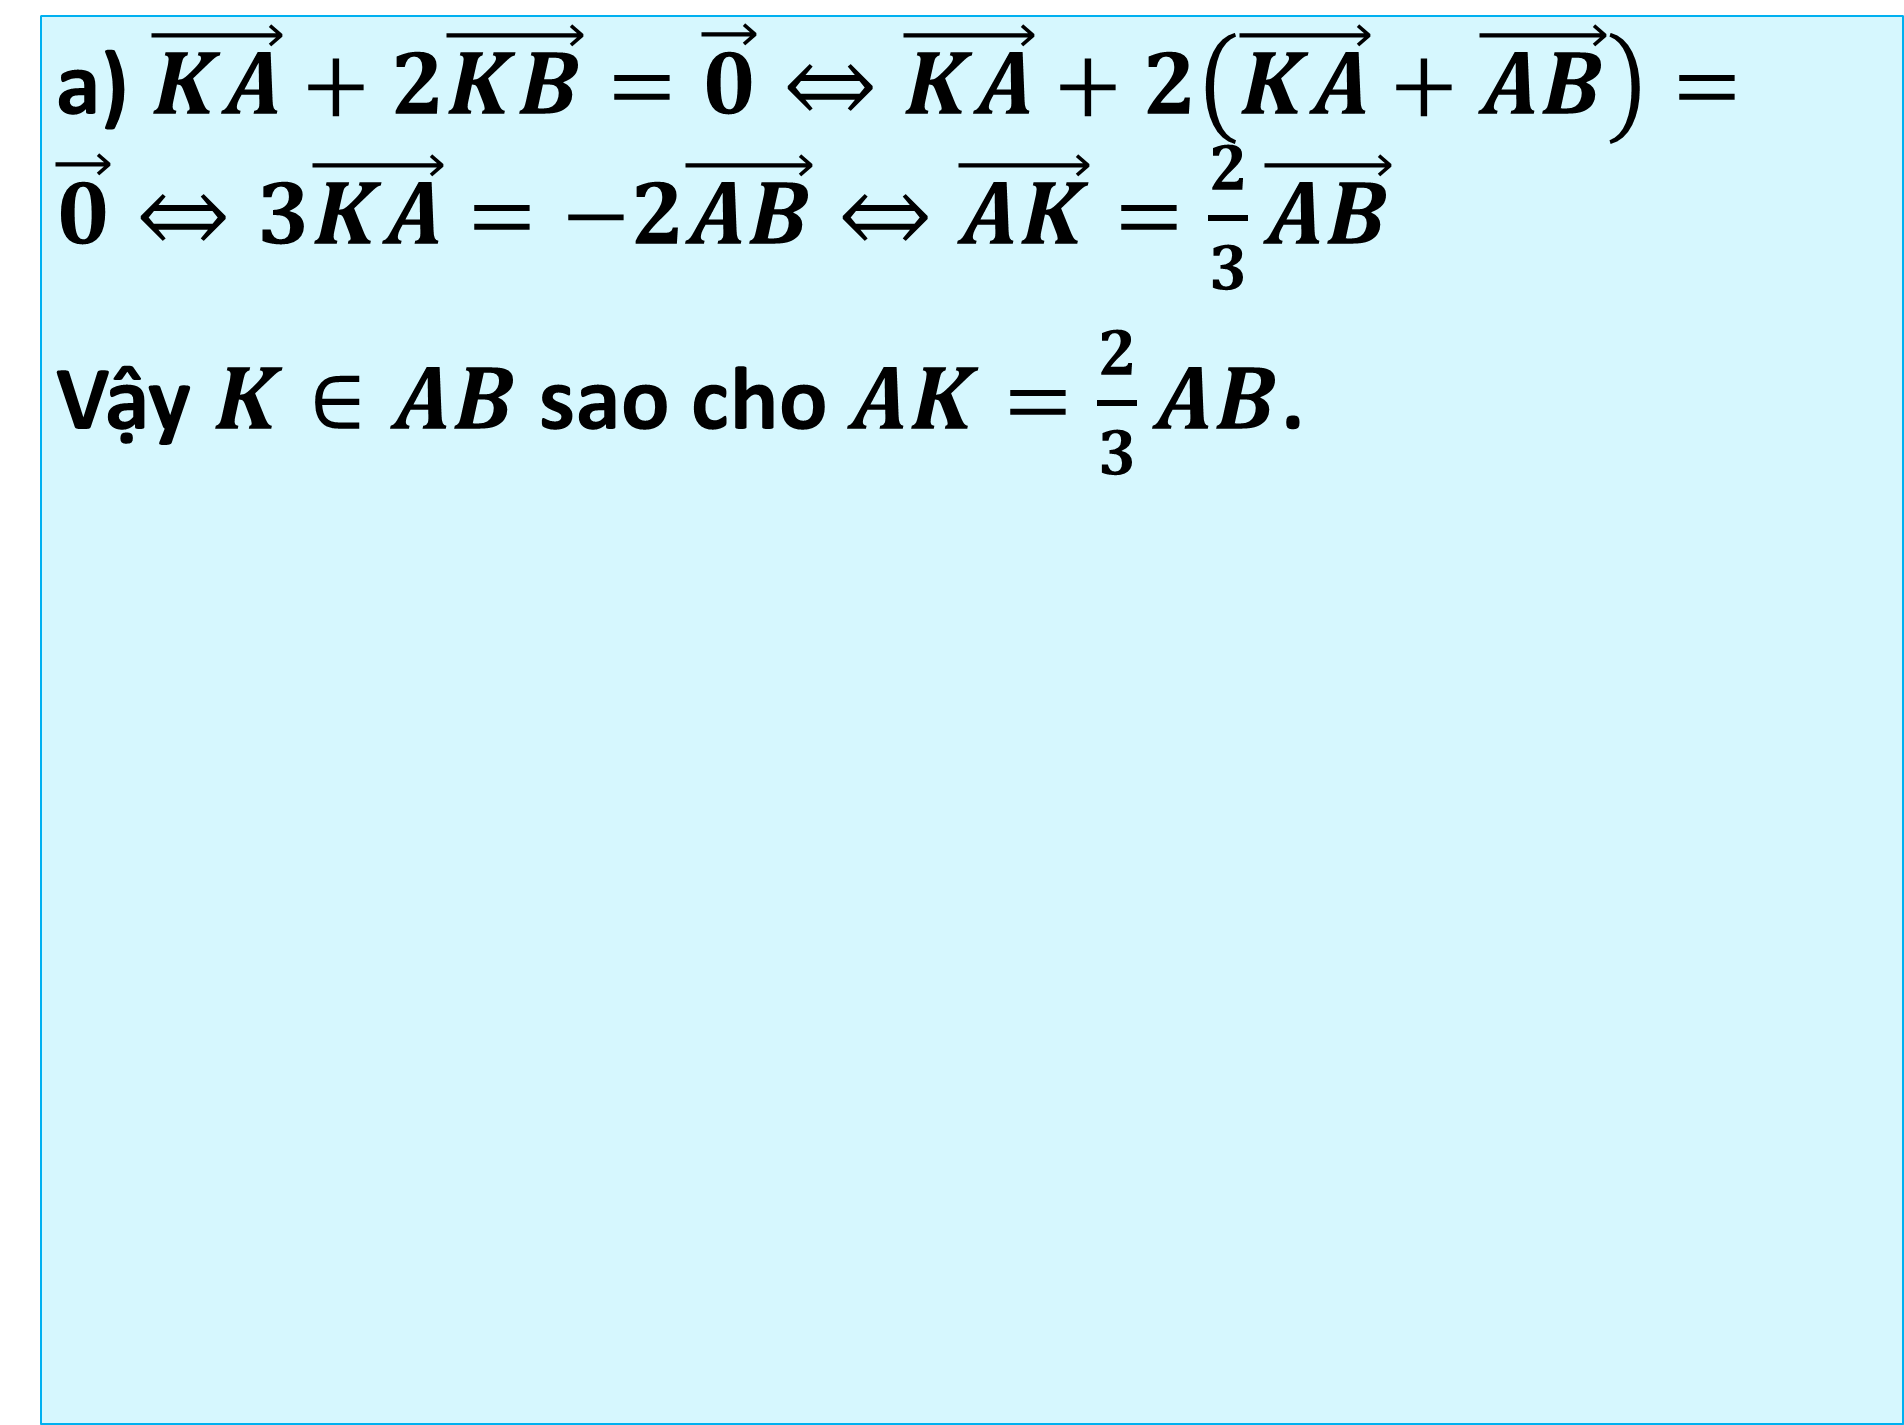 a) $\overrightarrow{KA} + 2\overrightarrow{KB} = \overrightarrow{0} \Leftrightarrow \overrightarrow{KA} + 2(\overrightarrow{KA} + \overrightarrow{AB}) =$
$\overrightarrow{0} \Leftrightarrow 3\overrightarrow{KA} = -2\overrightarrow{AB} \Leftrightarrow \overrightarrow{AK} = \frac{2}{3}\overrightarrow{AB}$
Vậy $K \in AB$ sao cho $AK = \frac{2}{3}AB$.